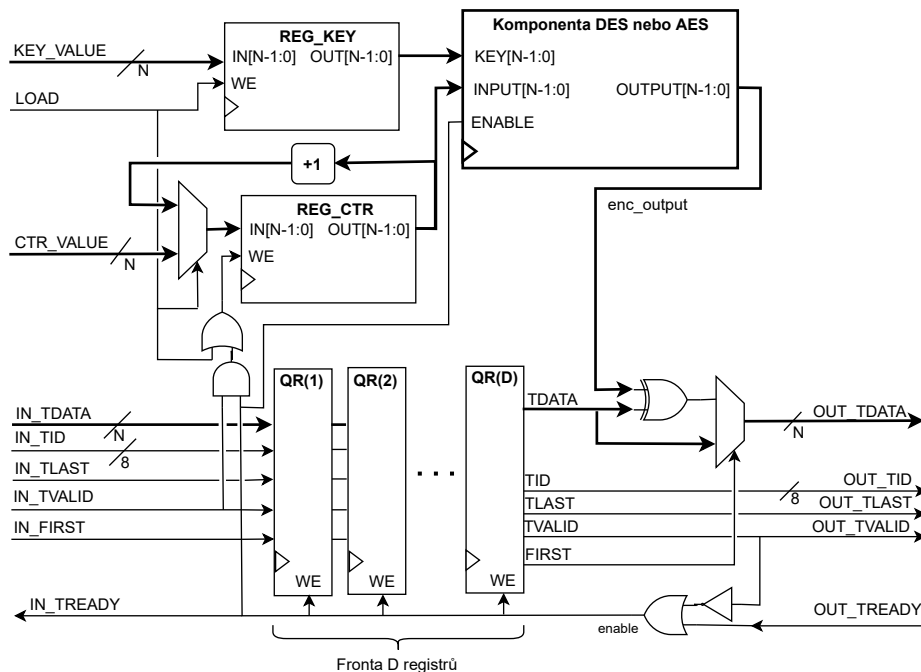 KEY_VALUE
N
LOAD
REG_KEY
IN[N-1:0] OUT[N-1:0]
WE
Komponenta DES nebo AES
KEY[N-1:0]
INPUT[N-1:0] OUTPUT[N-1:0]
ENABLE
+1
enc_output
REG_CTR
IN[N-1:0] OUT[N-1:0]
WE
CTR_VALUE
N
QR(1) QR(2) QR(D)
IN_TDATA
N
IN_TID
8
IN_TLAST
IN_TVALID
IN_FIRST
. . .
TDATA
OUT_TDATA
N
TID OUT_TID
8
TLAST OUT_TLAST
TVALID OUT_TVALID
FIRST
WE WE WE
IN_TREADY
OUT_TREADY
enable
Fronta D registrů